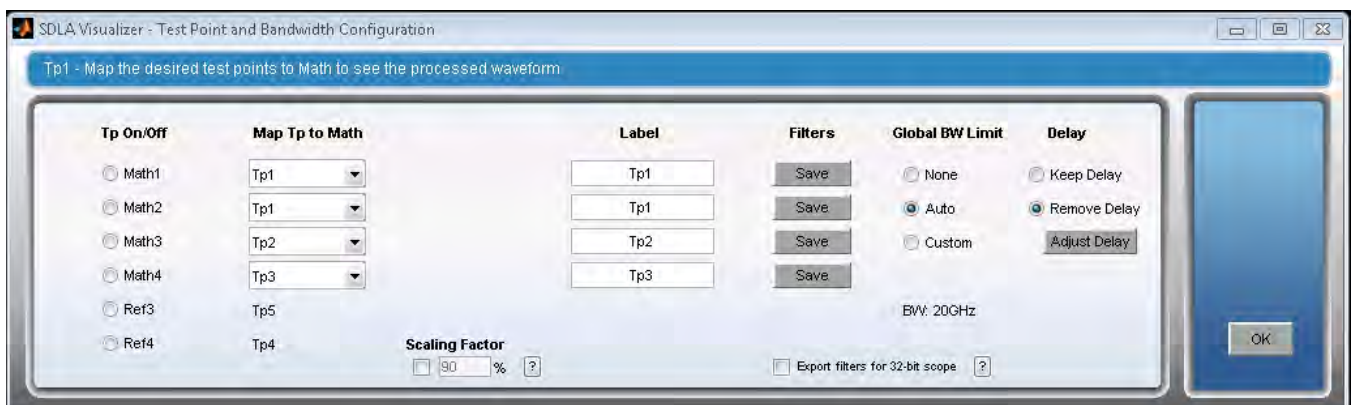 SDLA Visualizer - Test Point and Bandwidth Configuration
Tp1 - Map the desired test points to Math to see the processed waveform
Tp On/Off Map Tp to Math Label Filters Global BW Limit Delay
Math1 Tp1 Tp1 Save None Keep Delay
Math2 Tp1 Tp1 Save Auto Remove Delay
Math3 Tp2 Tp2 Save Custom Adjust Delay
Math4 Tp3 Tp3 Save
Ref3 Tp5 BW: 20GHz
Ref4 Tp4 Scaling Factor OK
90 % ? Export filters for 32-bit scope ?